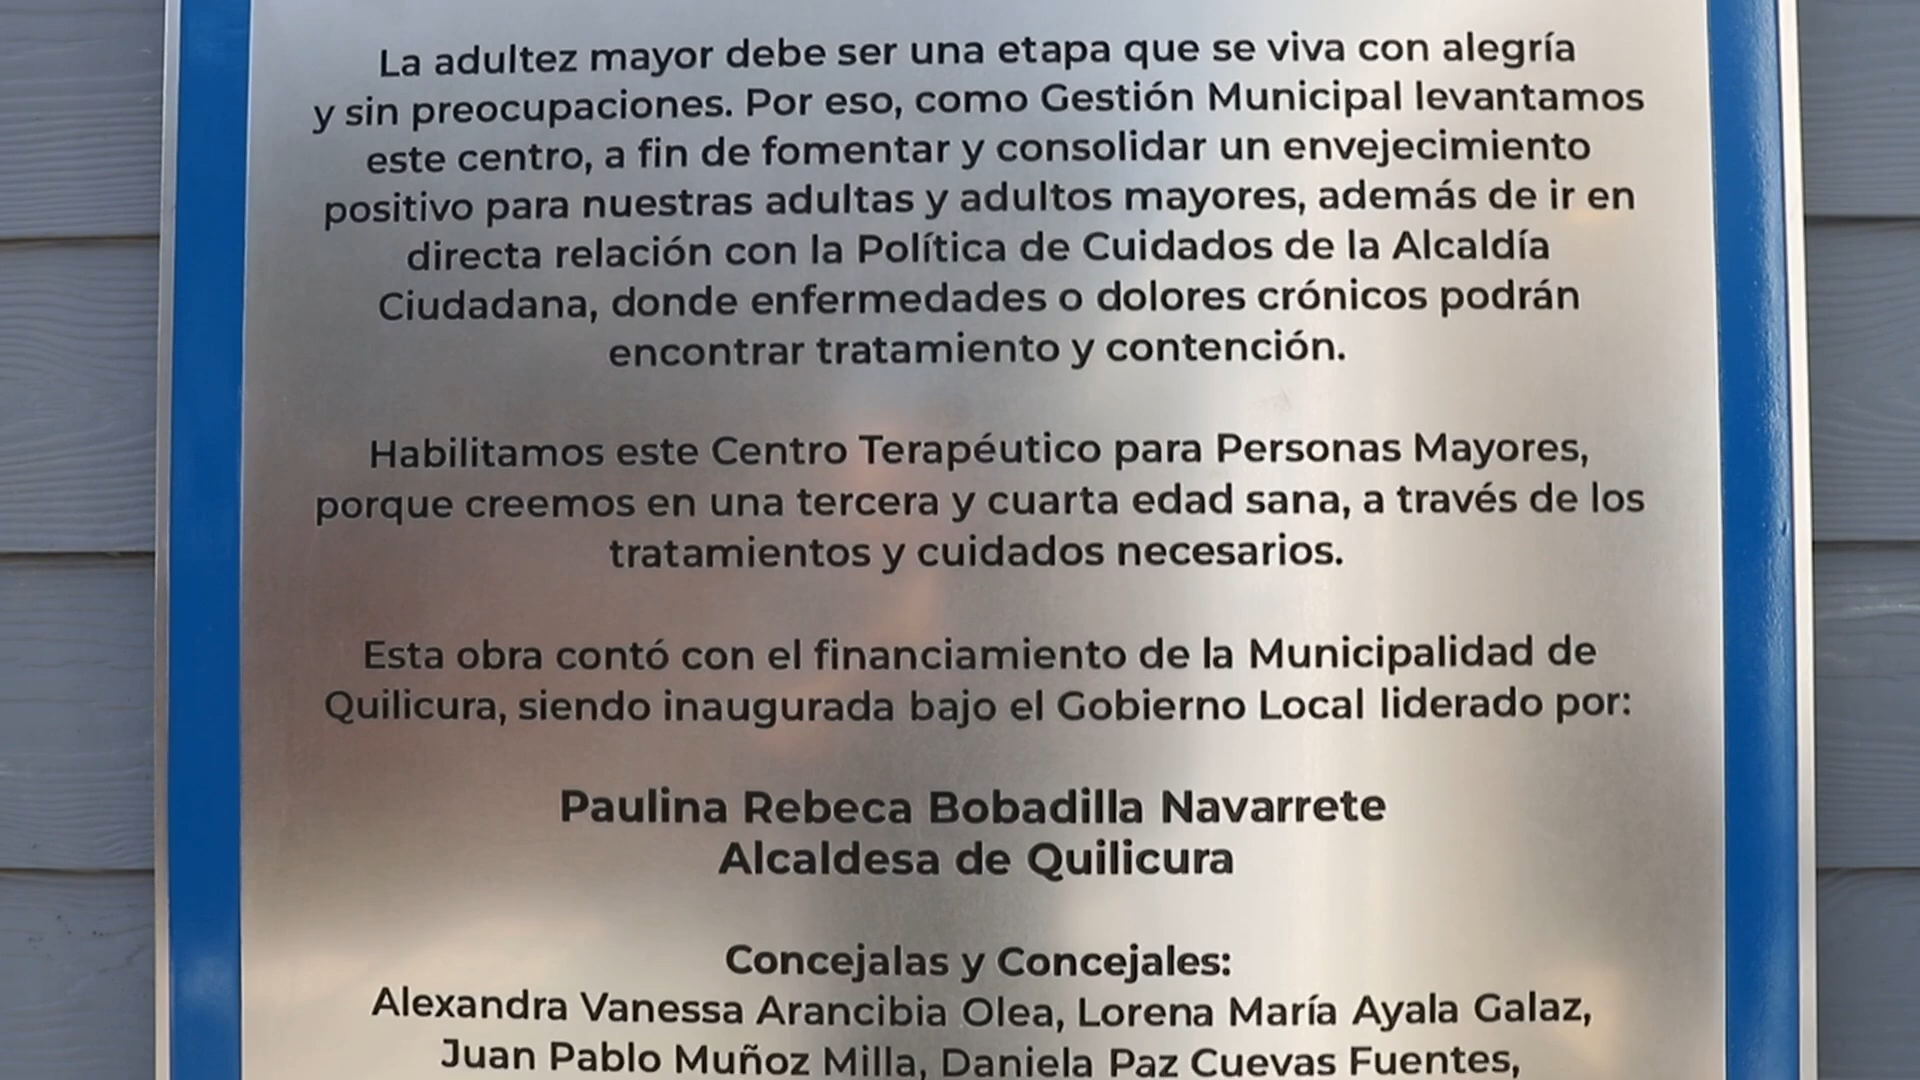 La adultez mayor debe ser una etapa que se viva con alegría
y sin preocupaciones. Por eso, como Gestión Municipal levantamos
este centro, a fin de fomentar y consolidar un envejecimiento
positivo para nuestras adultas y adultos mayores, además de ir en
directa relación con la Política de Cuidados de la Alcaldía
Ciudadana, donde enfermedades o dolores crónicos podrán
encontrar tratamiento y contención.
Habilitamos este Centro Terapéutico para Personas Mayores,
porque creemos en una tercera y cuarta edad sana, a través de los
tratamientos y cuidados necesarios.
Esta obra contó con el financiamiento de la Municipalidad de
Quilicura, siendo inaugurada bajo el Gobierno Local liderado por:
Paulina Rebeca Bobadilla Navarrete
Alcaldesa de Quilicura
Concejalas y Concejales:
Alexandra Vanessa Arancibia Olea, Lorena María Ayala Galaz,
Juan Pablo Muñoz Milla, Daniela Paz Cuevas Fuentes,